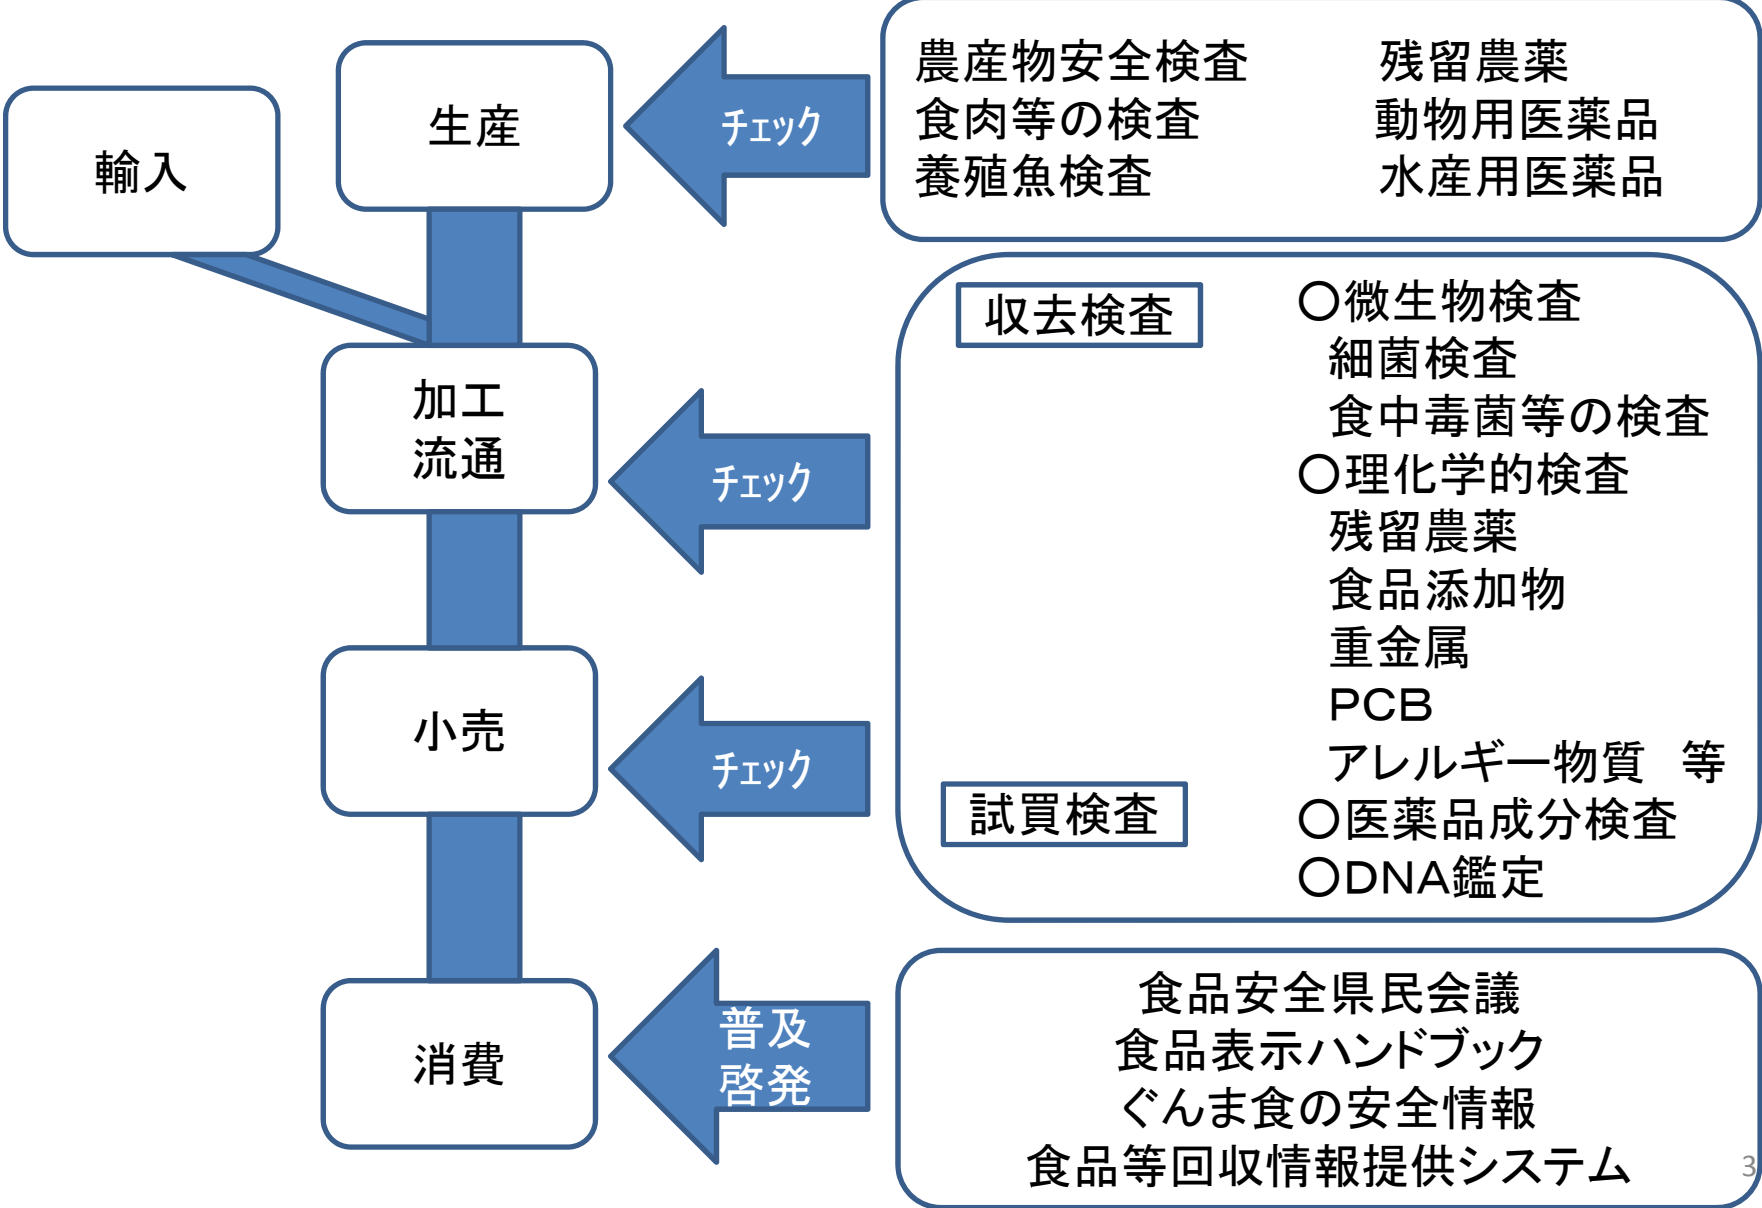 輸入
生産
チェック
農産物安全検査　残留農薬
食肉等の検査　動物用医薬品
養殖魚検査　水産用医薬品
加工
流通
チェック
小売
チェック
収去検査
〇微生物検査
細菌検査
食中毒菌等の検査
〇理化学的検査
残留農薬
食品添加物
重金属
ＰＣＢ
アレルギー物質　等
試買検査
〇医薬品成分検査
〇ＤＮＡ鑑定
消費
普及
啓発
食品安全県民会議
食品表示ハンドブック
ぐんま食の安全情報
食品等回収情報提供システム
3